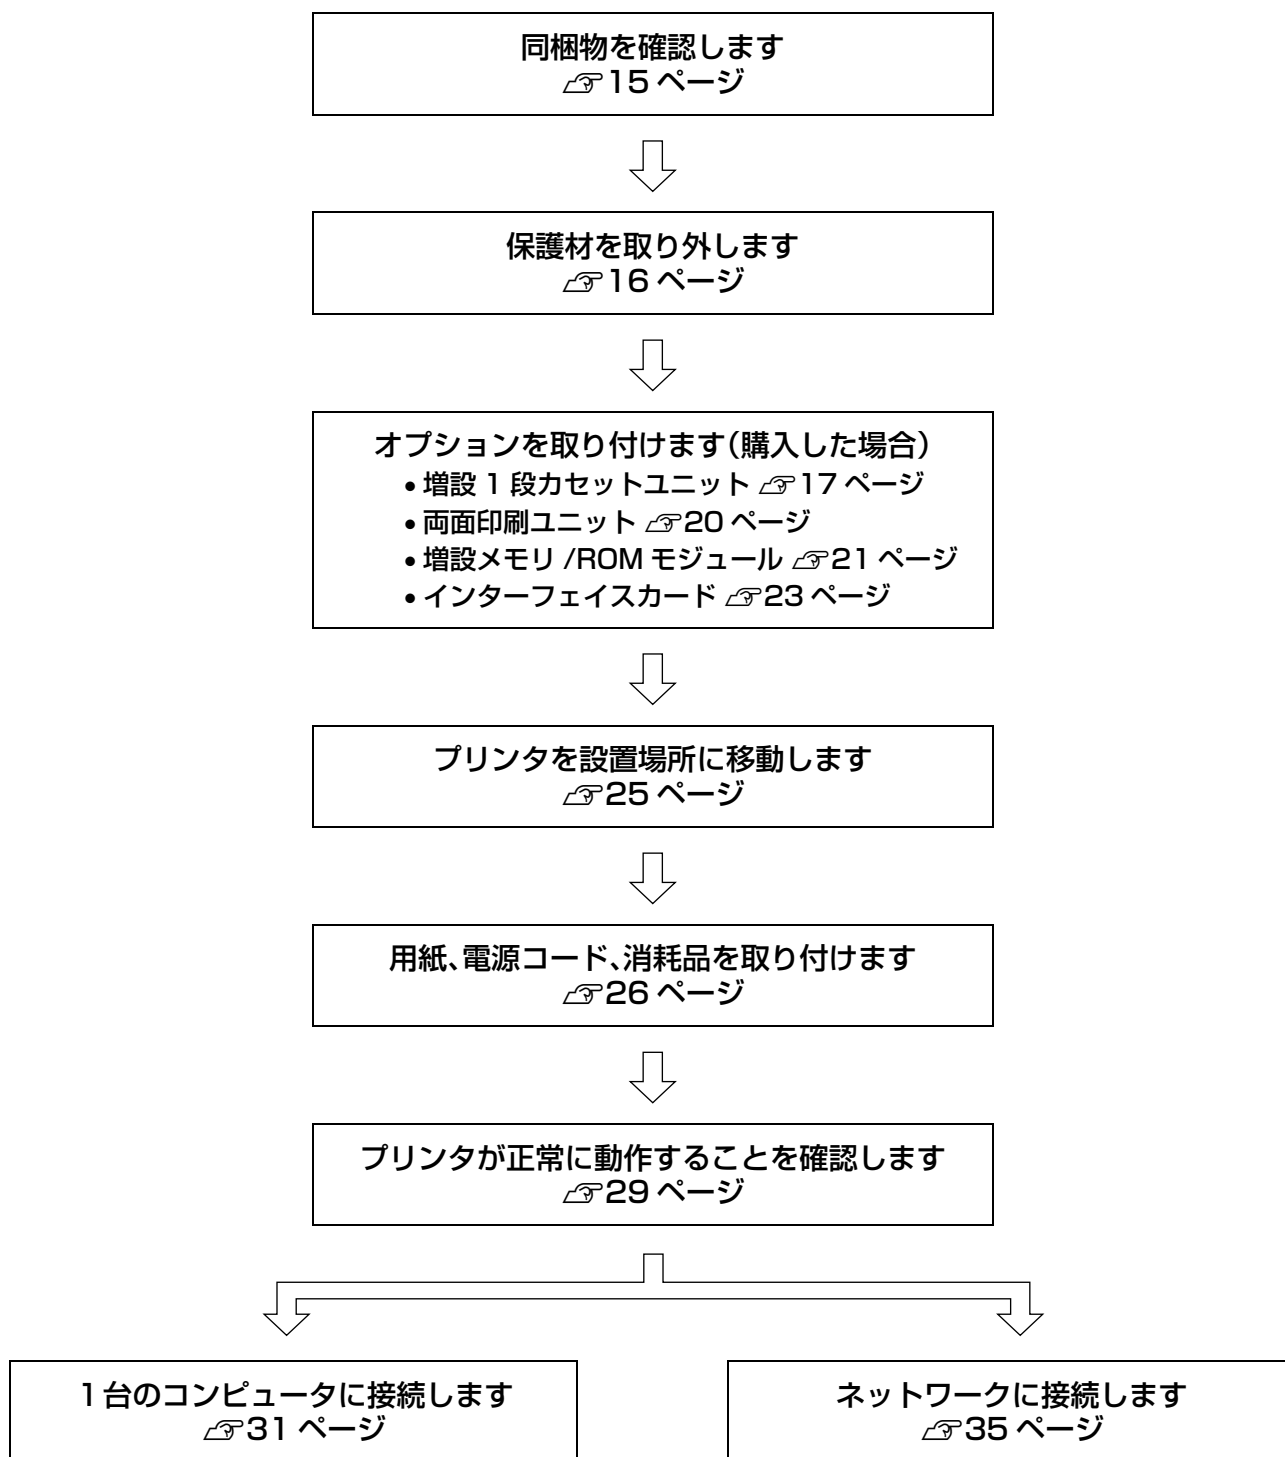 同梱物を確認します
☞15 ページ
保護材を取り外します
☞16 ページ
オプションを取り付けます（購入した場合）
• 増設 1 段カセットユニット ☞17 ページ
• 両面印刷ユニット ☞20 ページ
• 増設メモリ /ROM モジュール ☞21 ページ
• インターフェイスカード ☞23 ページ
プリンタを設置場所に移動します
☞25 ページ
用紙、電源コード、消耗品を取り付けます
☞26 ページ
プリンタが正常に動作することを確認します
☞29 ページ
1台のコンピュータに接続します
☞31 ページ
ネットワークに接続します
☞35 ページ